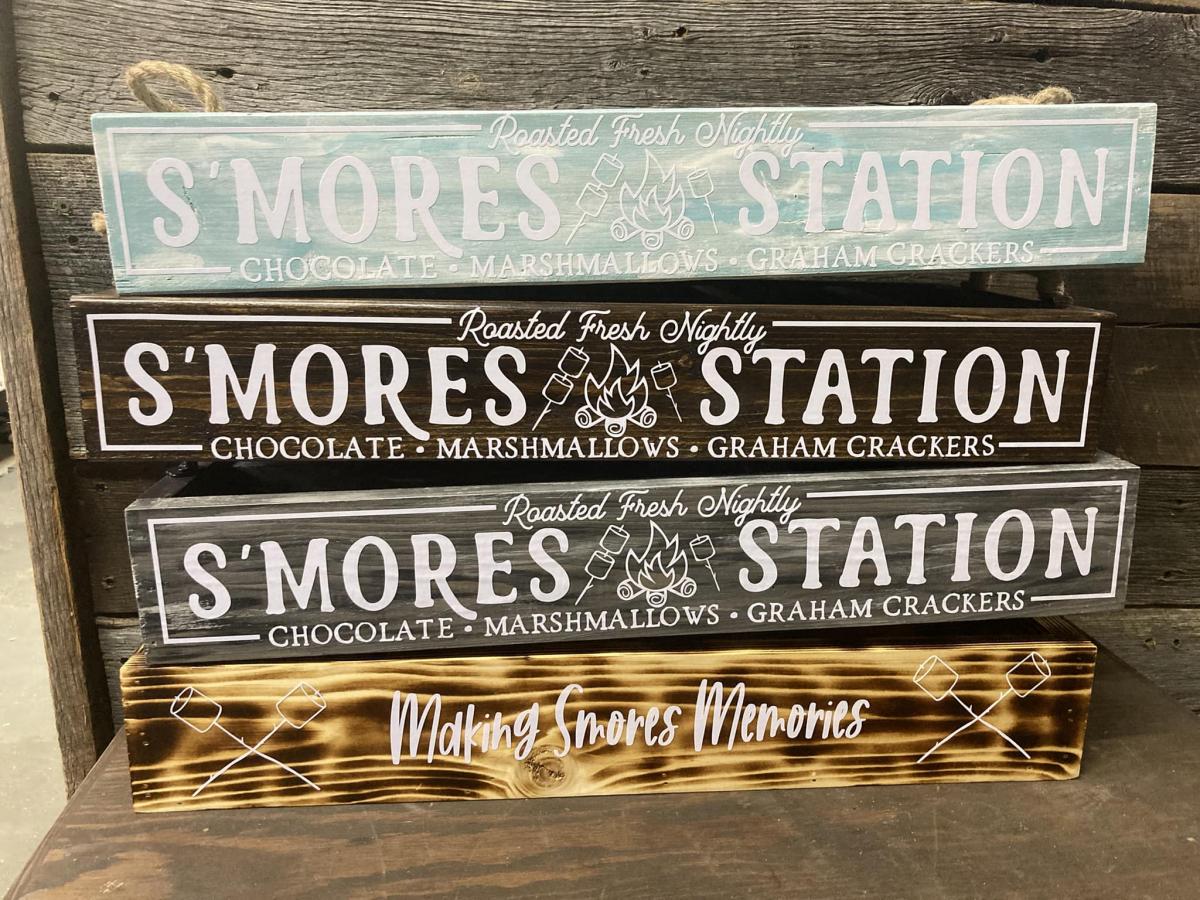 Roasted Fresh Nightly
S'MORES STATION
CHOCOLATE • MARSHMALLOWS • GRAHAM CRACKERS
Roasted Fresh Nightly
S'MORES STATION
CHOCOLATE • MARSHMALLOWS • GRAHAM CRACKERS
Roasted Fresh Nightly
S'MORES STATION
CHOCOLATE • MARSHMALLOWS • GRAHAM CRACKERS
Making Smores Memories